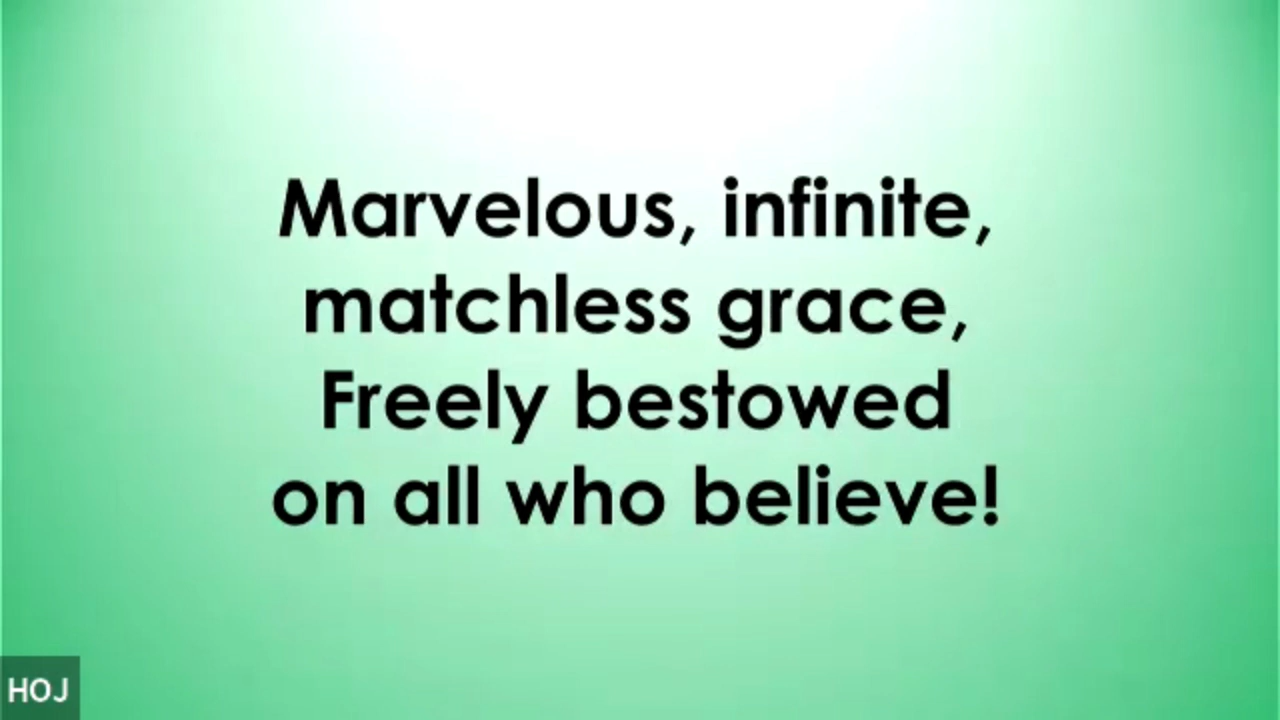 Marvelous, infinite,
matchless grace,
Freely bestowed
on all who believe!
HOJ